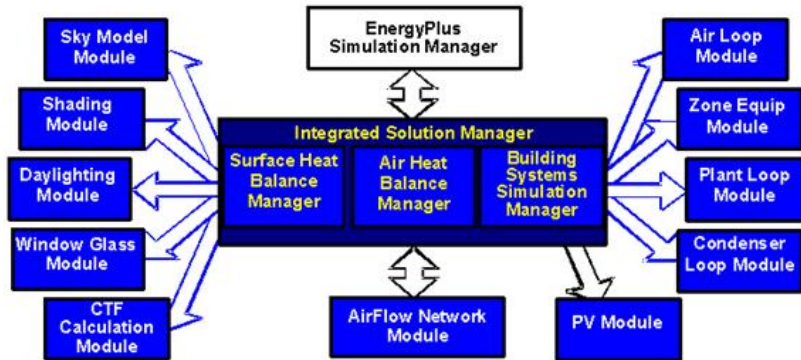 EnergyPlus
Simulation Manager
Sky Model
Module
Shading
Module
Daylighting
Module
Window Glass
Module
CTF
Calculation
Module
Integrated Solution Manager
Surface Heat
Balance
Manager
Air Heat
Balance
Manager
Building
Systems
Simulation
Manager
AirFlow Network
Module
PV Module
Air Loop
Module
Zone Equip
Module
Plant Loop
Module
Condenser
Loop Module